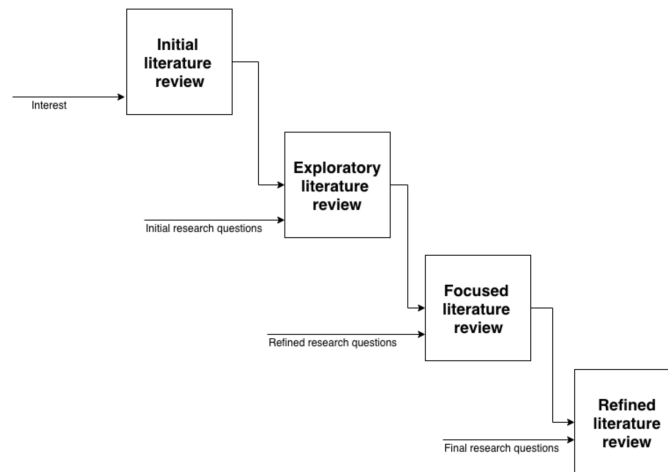 Initial
literature
review
Interest
Exploratory
literature
review
Initial research questions
Focused
literature
review
Refined research questions
Refined
literature
review
Final research questions